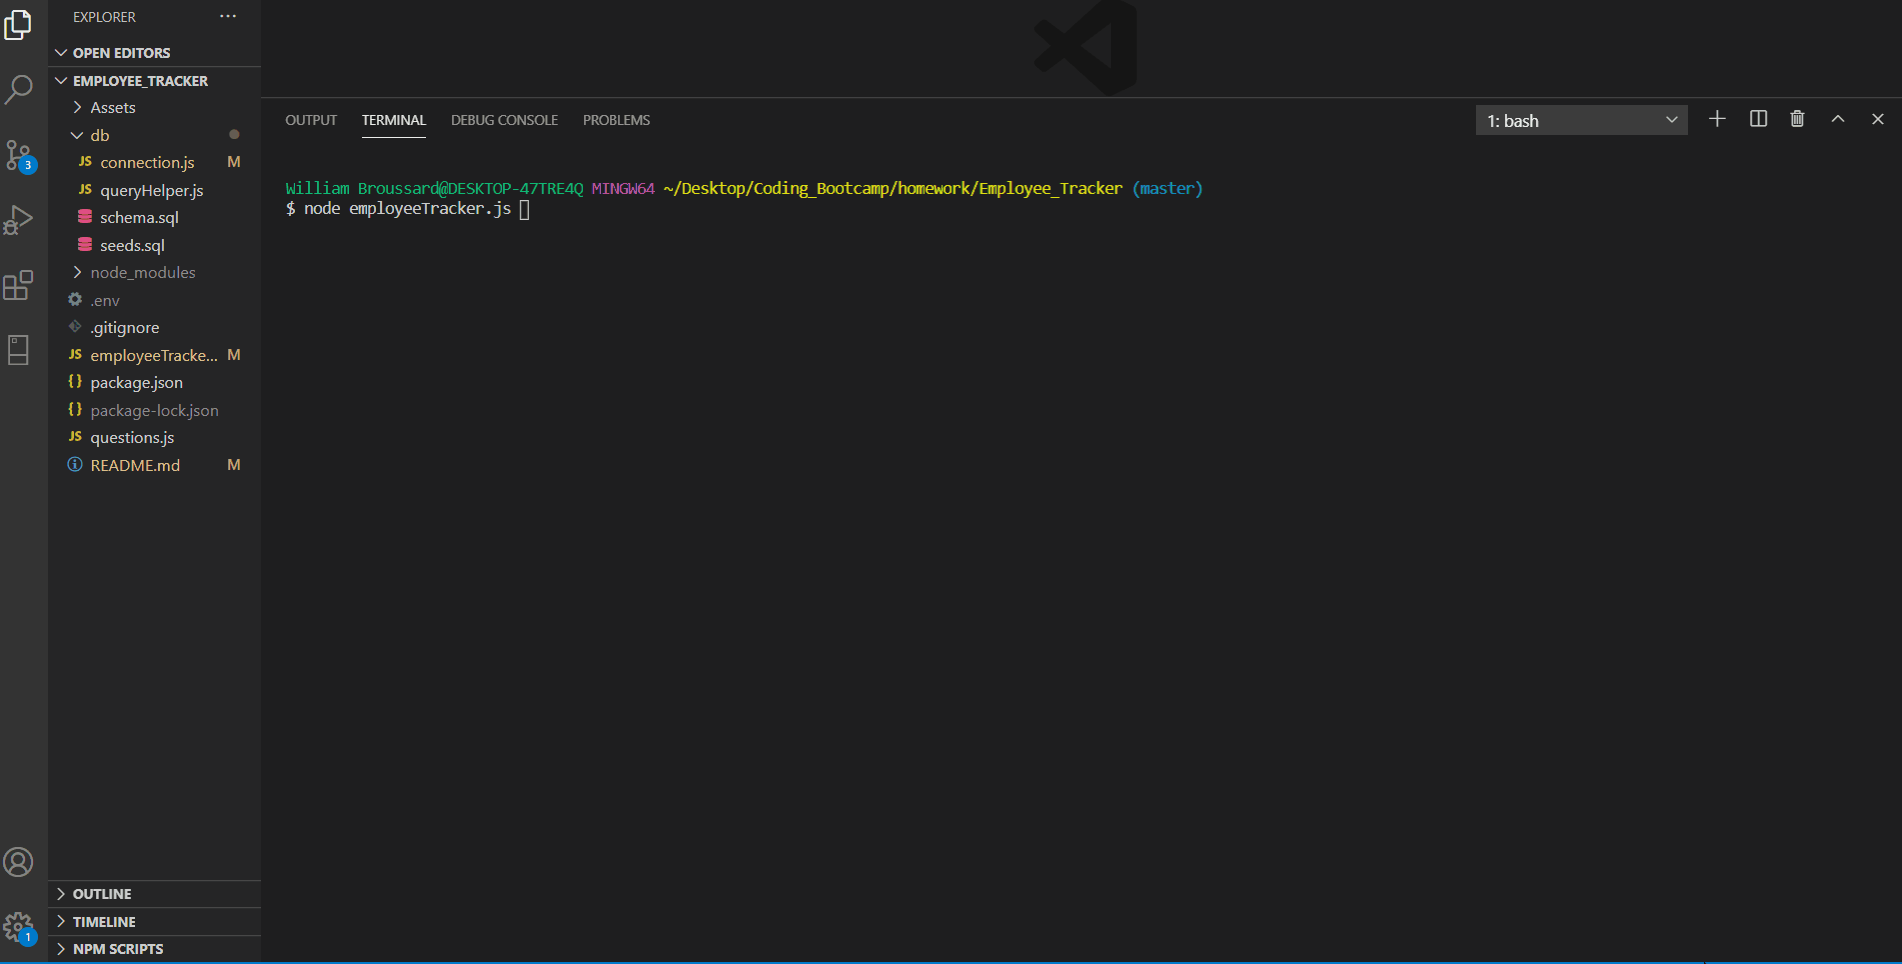 EXPLORER ···
OPEN EDITORS
EMPLOYEE_TRACKER
Assets
db
JS connection.js M
JS queryHelper.js
schema.sql
seeds.sql
node_modules
.env
.gitignore
JS employeeTracke... M
{} package.json
{} package-lock.json
JS questions.js
README.md M
OUTLINE
TIMELINE
NPM SCRIPTS
3
1
OUTPUT TERMINAL DEBUG CONSOLE PROBLEMS 1: bash
William Broussard@DESKTOP-47TRE4Q MINGW64 ~/Desktop/Coding_Bootcamp/homework/Employee_Tracker (master)
$ node employeeTracker.js